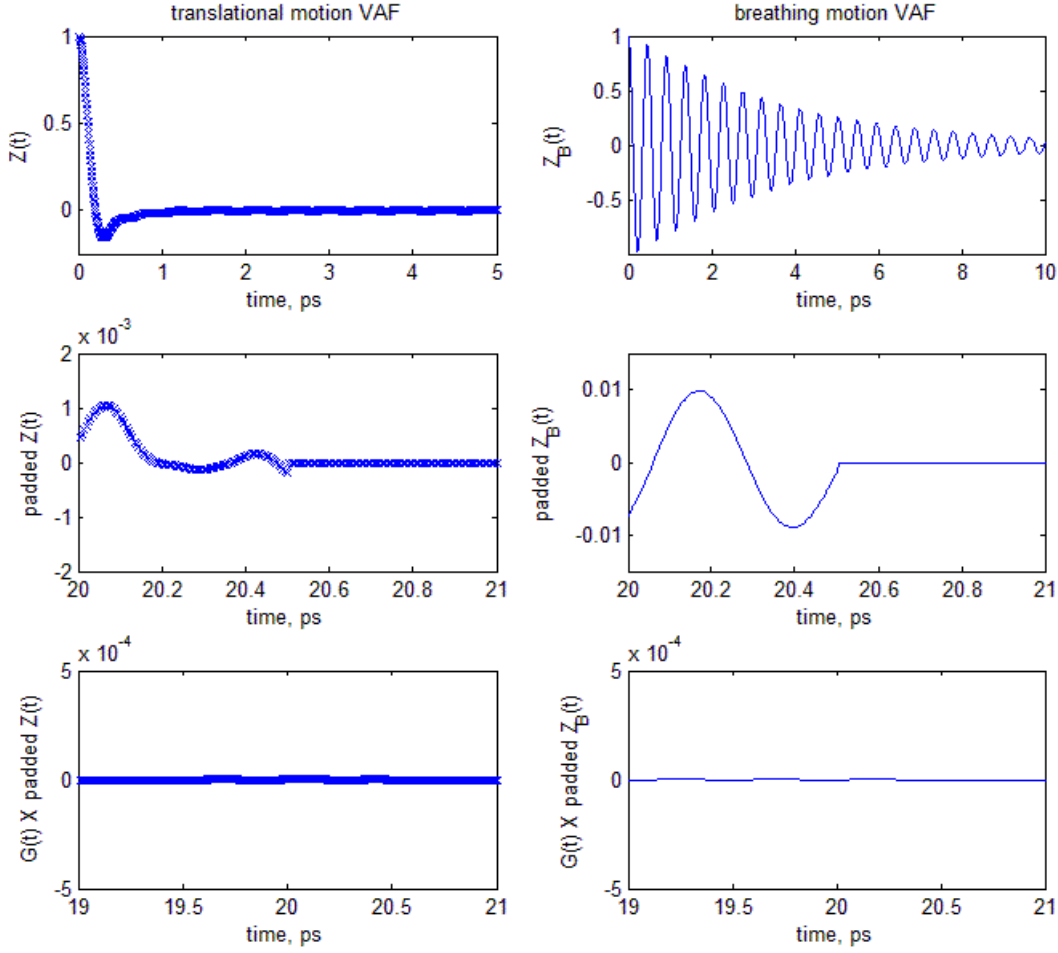 translational motion VAF
1
0.5
0
Z(t)
0 1 2 3 4 5
time, ps
breathing motion VAF
1
0.5
0
-0.5
Z_B(t)
0 2 4 6 8 10
time, ps
x 10^-3
2
1
0
-1
-2
padded Z(t)
20 20.2 20.4 20.6 20.8 21
time, ps
0.01
0
-0.01
padded Z_B(t)
20 20.2 20.4 20.6 20.8 21
time, ps
x 10^-4
5
0
-5
G(t) X padded Z(t)
19 19.5 20 20.5 21
time, ps
x 10^-4
5
0
-5
G(t) X padded Z_B(t)
19 19.5 20 20.5 21
time, ps